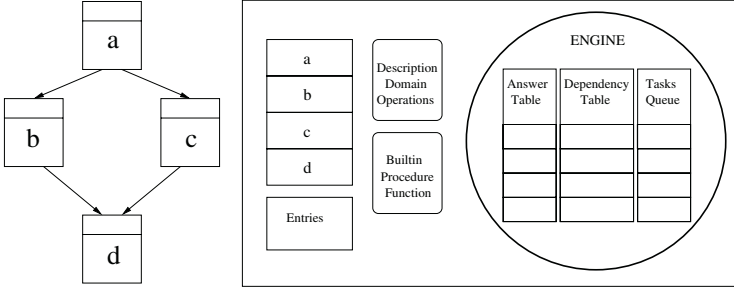 a
b
c
d
a
b
c
d
Entries
Description
Domain
Operations
Builtin
Procedure
Function
ENGINE
Answer
Table
Dependency
Table
Tasks
Queue